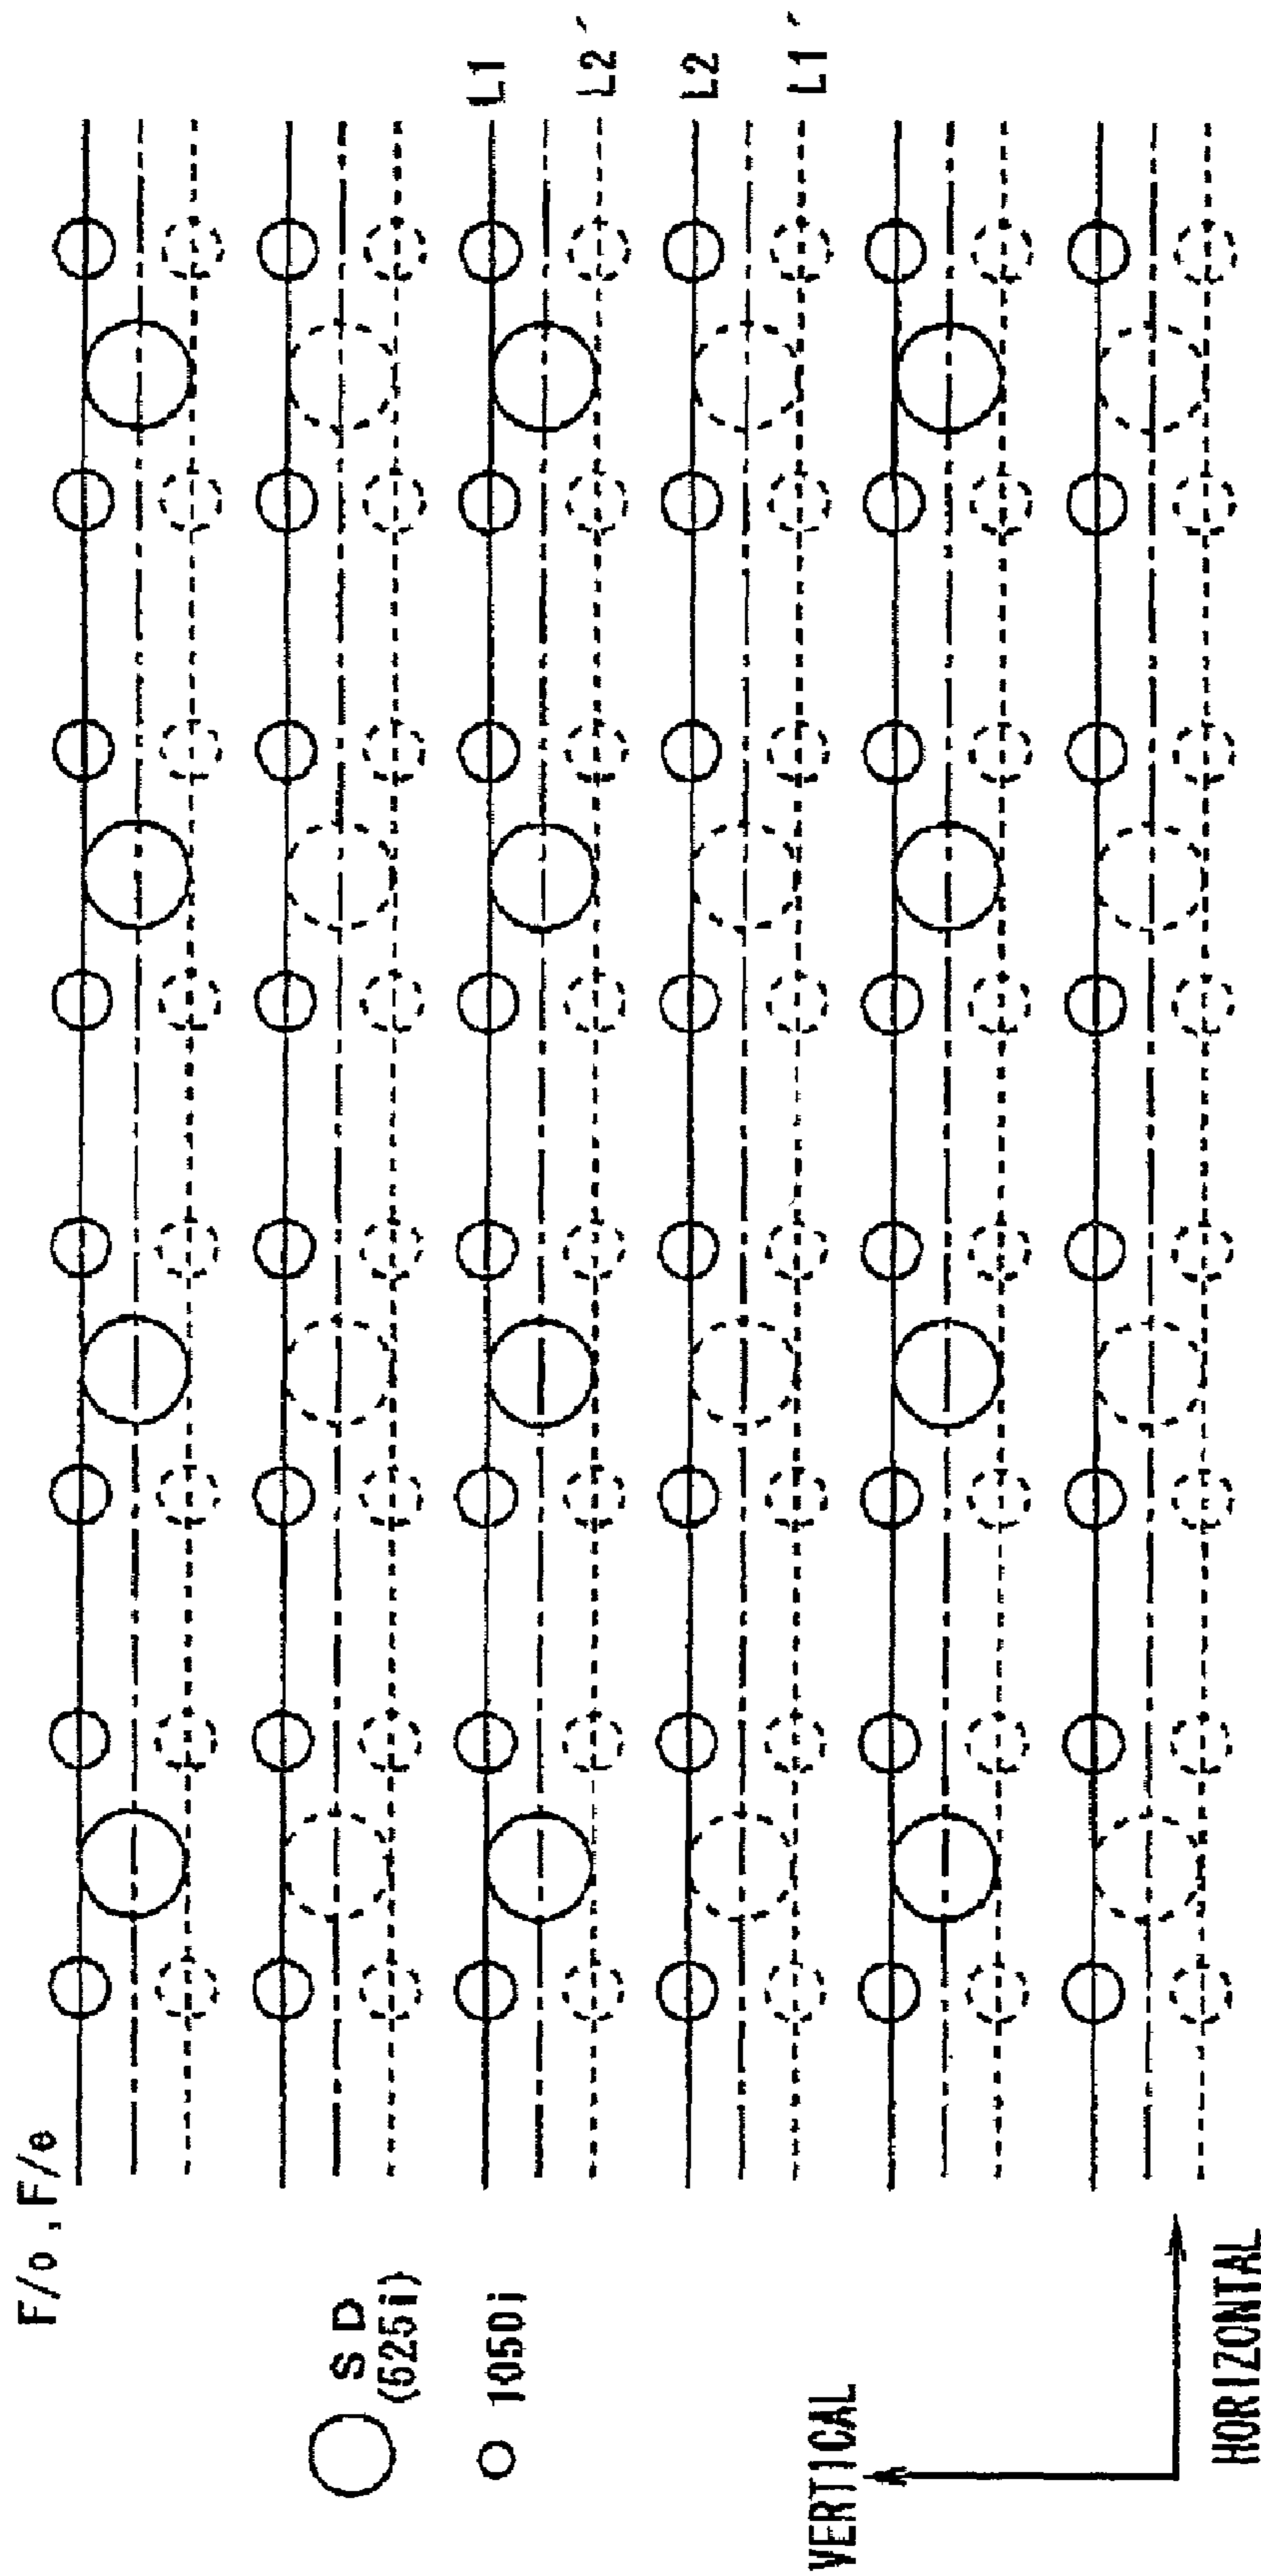 F/o, F/e
SD
(525i)
1050i
VERTICAL
HORIZONTAL
L1
L2´
L2
L1´